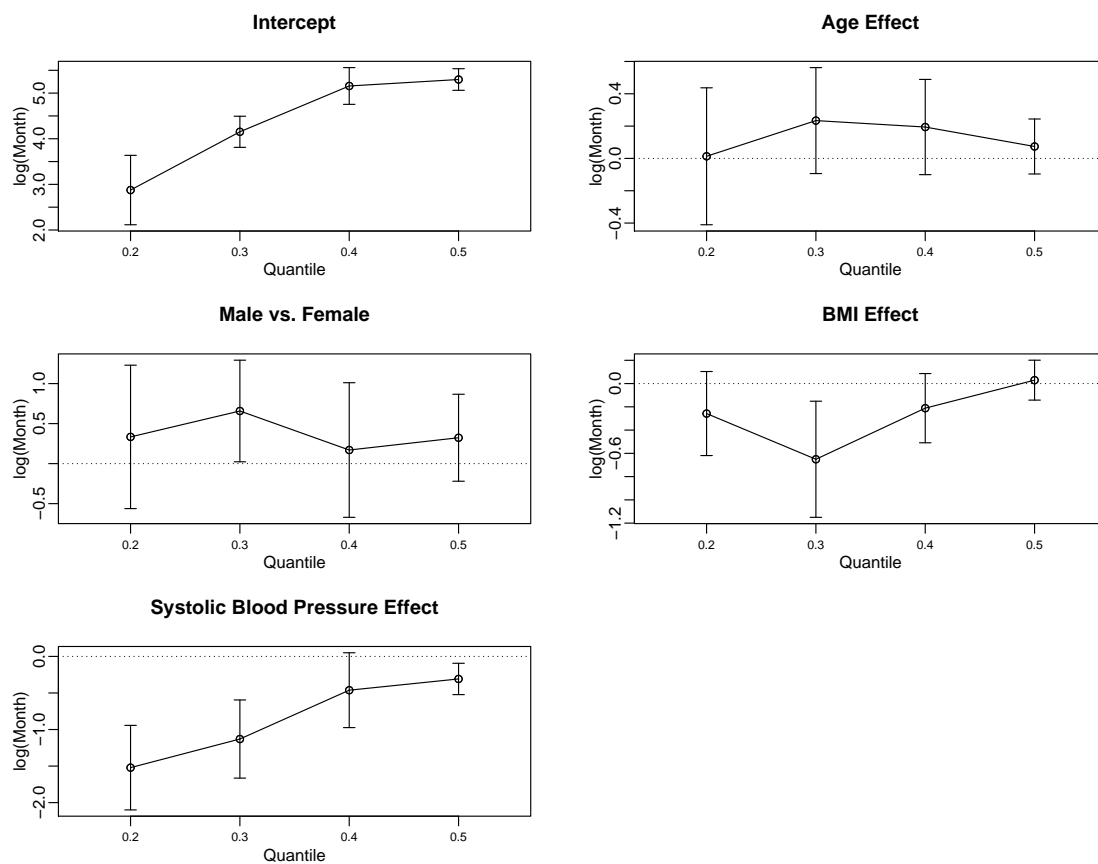 Intercept
log(Month)
5.0
4.0
3.0
2.0
0.2 0.3 0.4 0.5
Quantile
Age Effect
log(Month)
0.4
0.0
−0.4
0.2 0.3 0.4 0.5
Quantile
Male vs. Female
log(Month)
1.0
0.5
−0.5
0.2 0.3 0.4 0.5
Quantile
BMI Effect
log(Month)
0.0
−0.6
−1.2
0.2 0.3 0.4 0.5
Quantile
Systolic Blood Pressure Effect
log(Month)
0.0
−1.0
−2.0
0.2 0.3 0.4 0.5
Quantile